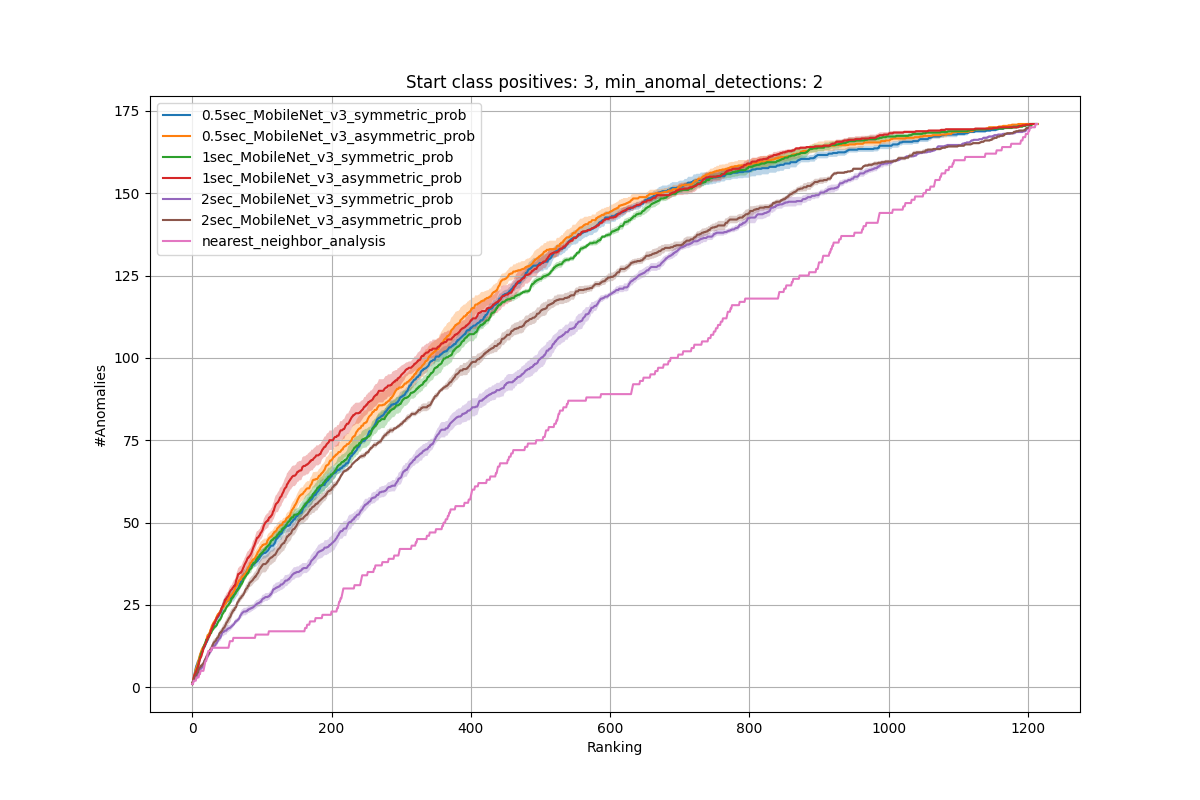 Start class positives: 3, min_anomal_detections: 2
175
150
125
100
75
50
25
0
#Anomalies
0.5sec_MobileNet_v3_symmetric_prob
0.5sec_MobileNet_v3_asymmetric_prob
1sec_MobileNet_v3_symmetric_prob
1sec_MobileNet_v3_asymmetric_prob
2sec_MobileNet_v3_symmetric_prob
2sec_MobileNet_v3_asymmetric_prob
nearest_neighbor_analysis
0 200 400 600 800 1000 1200
Ranking